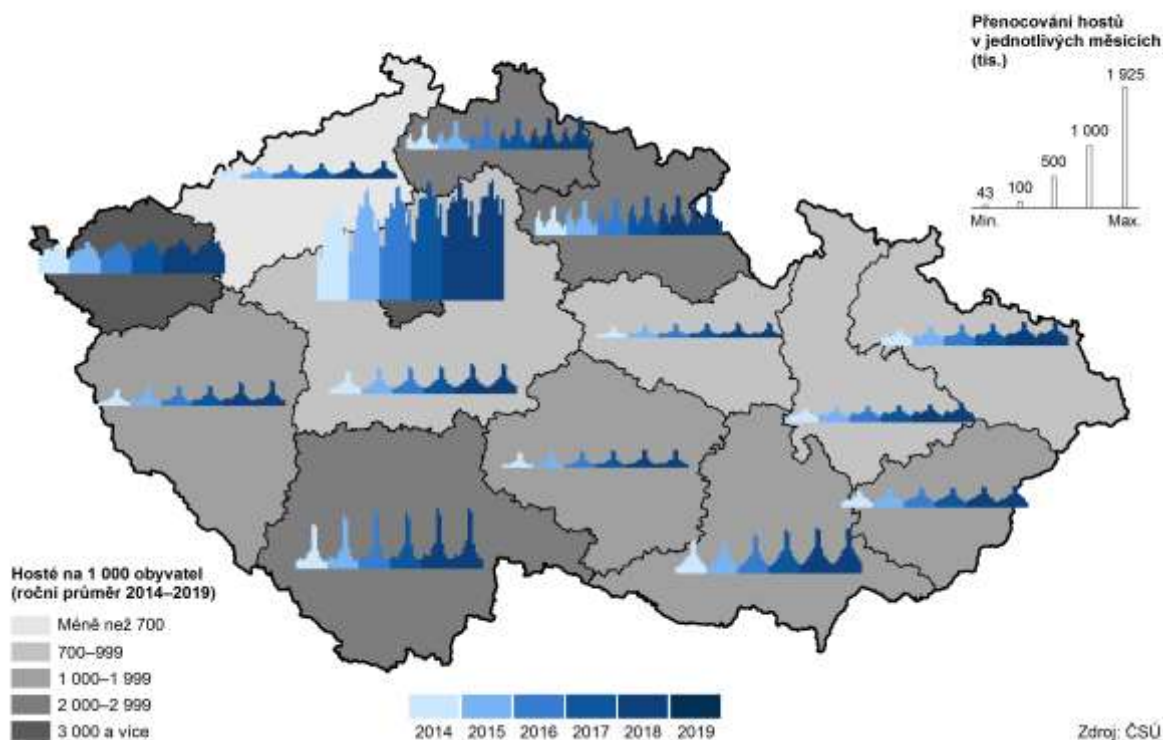 Přenocování hostů
v jednotlivých měsících
(tis.)
1 925
1 000
500
100
43
Min.
Max.
Hosté na 1 000 obyvatel
(roční průměr 2014–2019)
Méně než 700
700–999
1 000–1 999
2 000–2 999
3 000 a více
2014 2015 2016 2017 2018 2019
Zdroj: ČSÚ